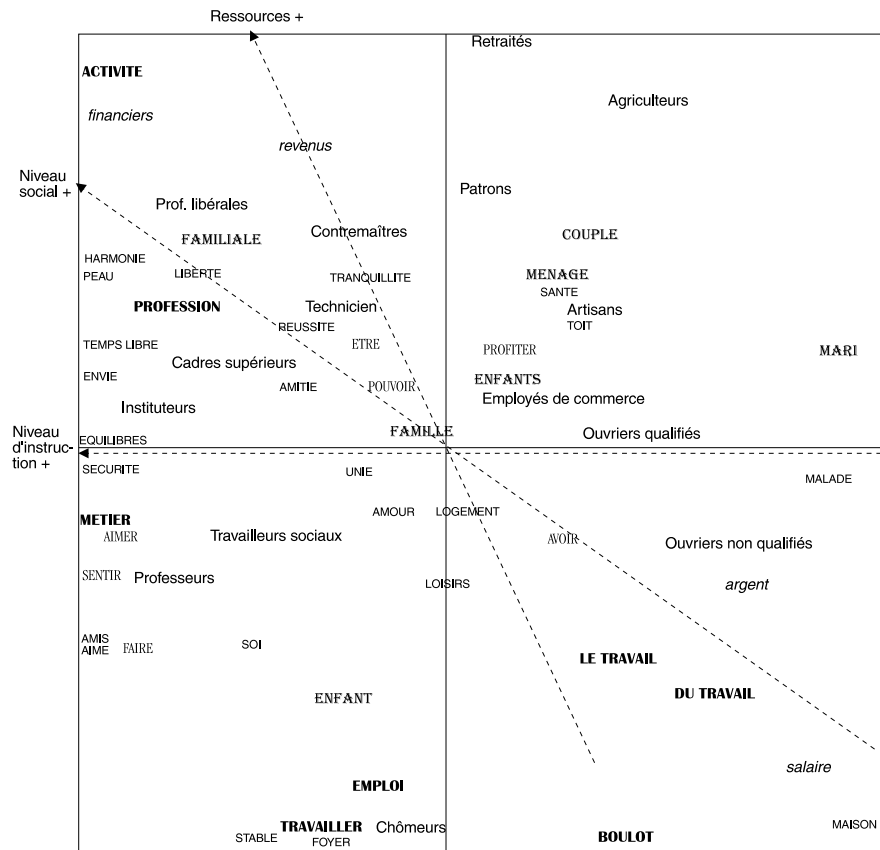 Ressources +
Retraités
ACTIVITE
Agriculteurs
financiers
revenus
Niveau
social +
Patrons
Prof. libérales
Contremaîtres
COUPLE
FAMILIALE
HARMONIE
PEAU
LIBERTE
TRANQUILLITE
MENAGE
SANTE
PROFESSION
Technicien
Artisans
REUSSITE
TOIT
TEMPS LIBRE
ETRE
PROFITER
MARI
Cadres supérieurs
ENVIE
AMITIE
POUVOIR
ENFANTS
Employés de commerce
Instituteurs
Niveau
d'instruc-
tion +
FAMILLE
Ouvriers qualifiés
EQUILIBRES
SECURITE
UNIE
MALADE
METIER
AMOUR
LOGEMENT
AIMER
Travailleurs sociaux
AVOIR
Ouvriers non qualifiés
SENTIR
Professeurs
LOISIRS
argent
AMIS
AIME
FAIRE
SOI
LE TRAVAIL
DU TRAVAIL
ENFANT
salaire
EMPLOI
TRAVAILLER
Chômeurs
MAISON
STABLE
FOYER
BOULOT